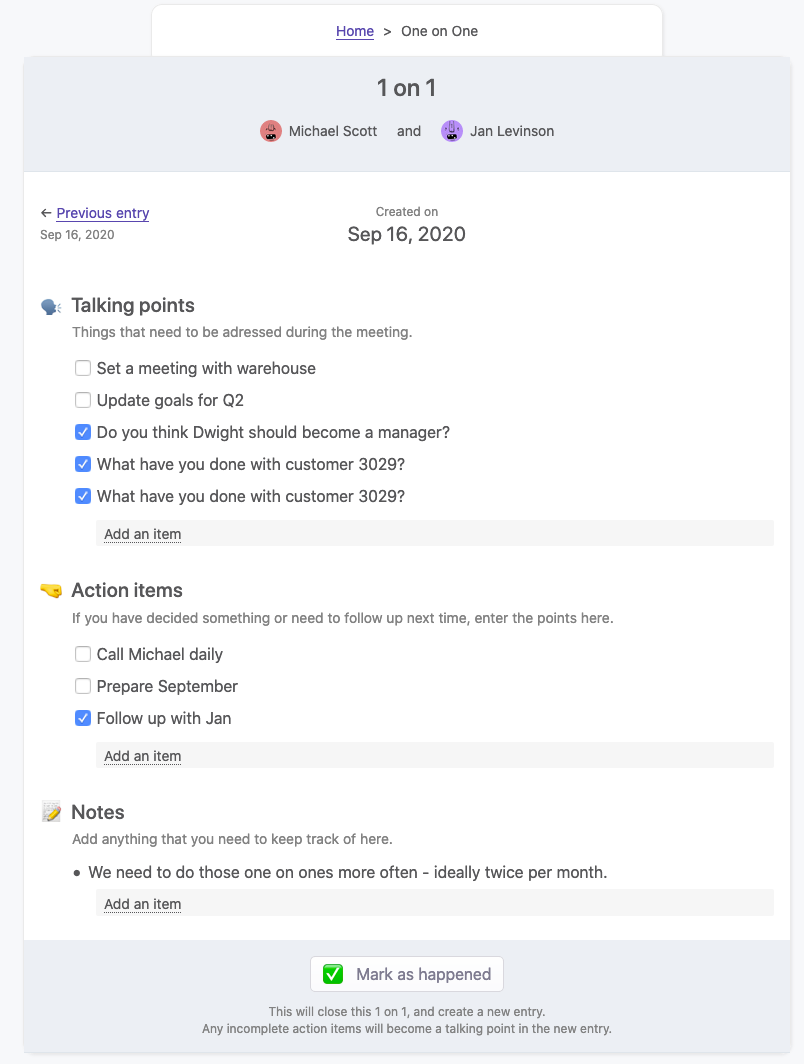 Home > One on One
1 on 1
Michael Scott and Jan Levinson
← Previous entry
Sep 16, 2020
Created on
Sep 16, 2020
Talking points
Things that need to be adressed during the meeting.
Set a meeting with warehouse
Update goals for Q2
Do you think Dwight should become a manager?
What have you done with customer 3029?
What have you done with customer 3029?
Add an item
Action items
If you have decided something or need to follow up next time, enter the points here.
Call Michael daily
Prepare September
Follow up with Jan
Add an item
Notes
Add anything that you need to keep track of here.
• We need to do those one on ones more often - ideally twice per month.
Add an item
Mark as happened
This will close this 1 on 1, and create a new entry.
Any incomplete action items will become a talking point in the new entry.